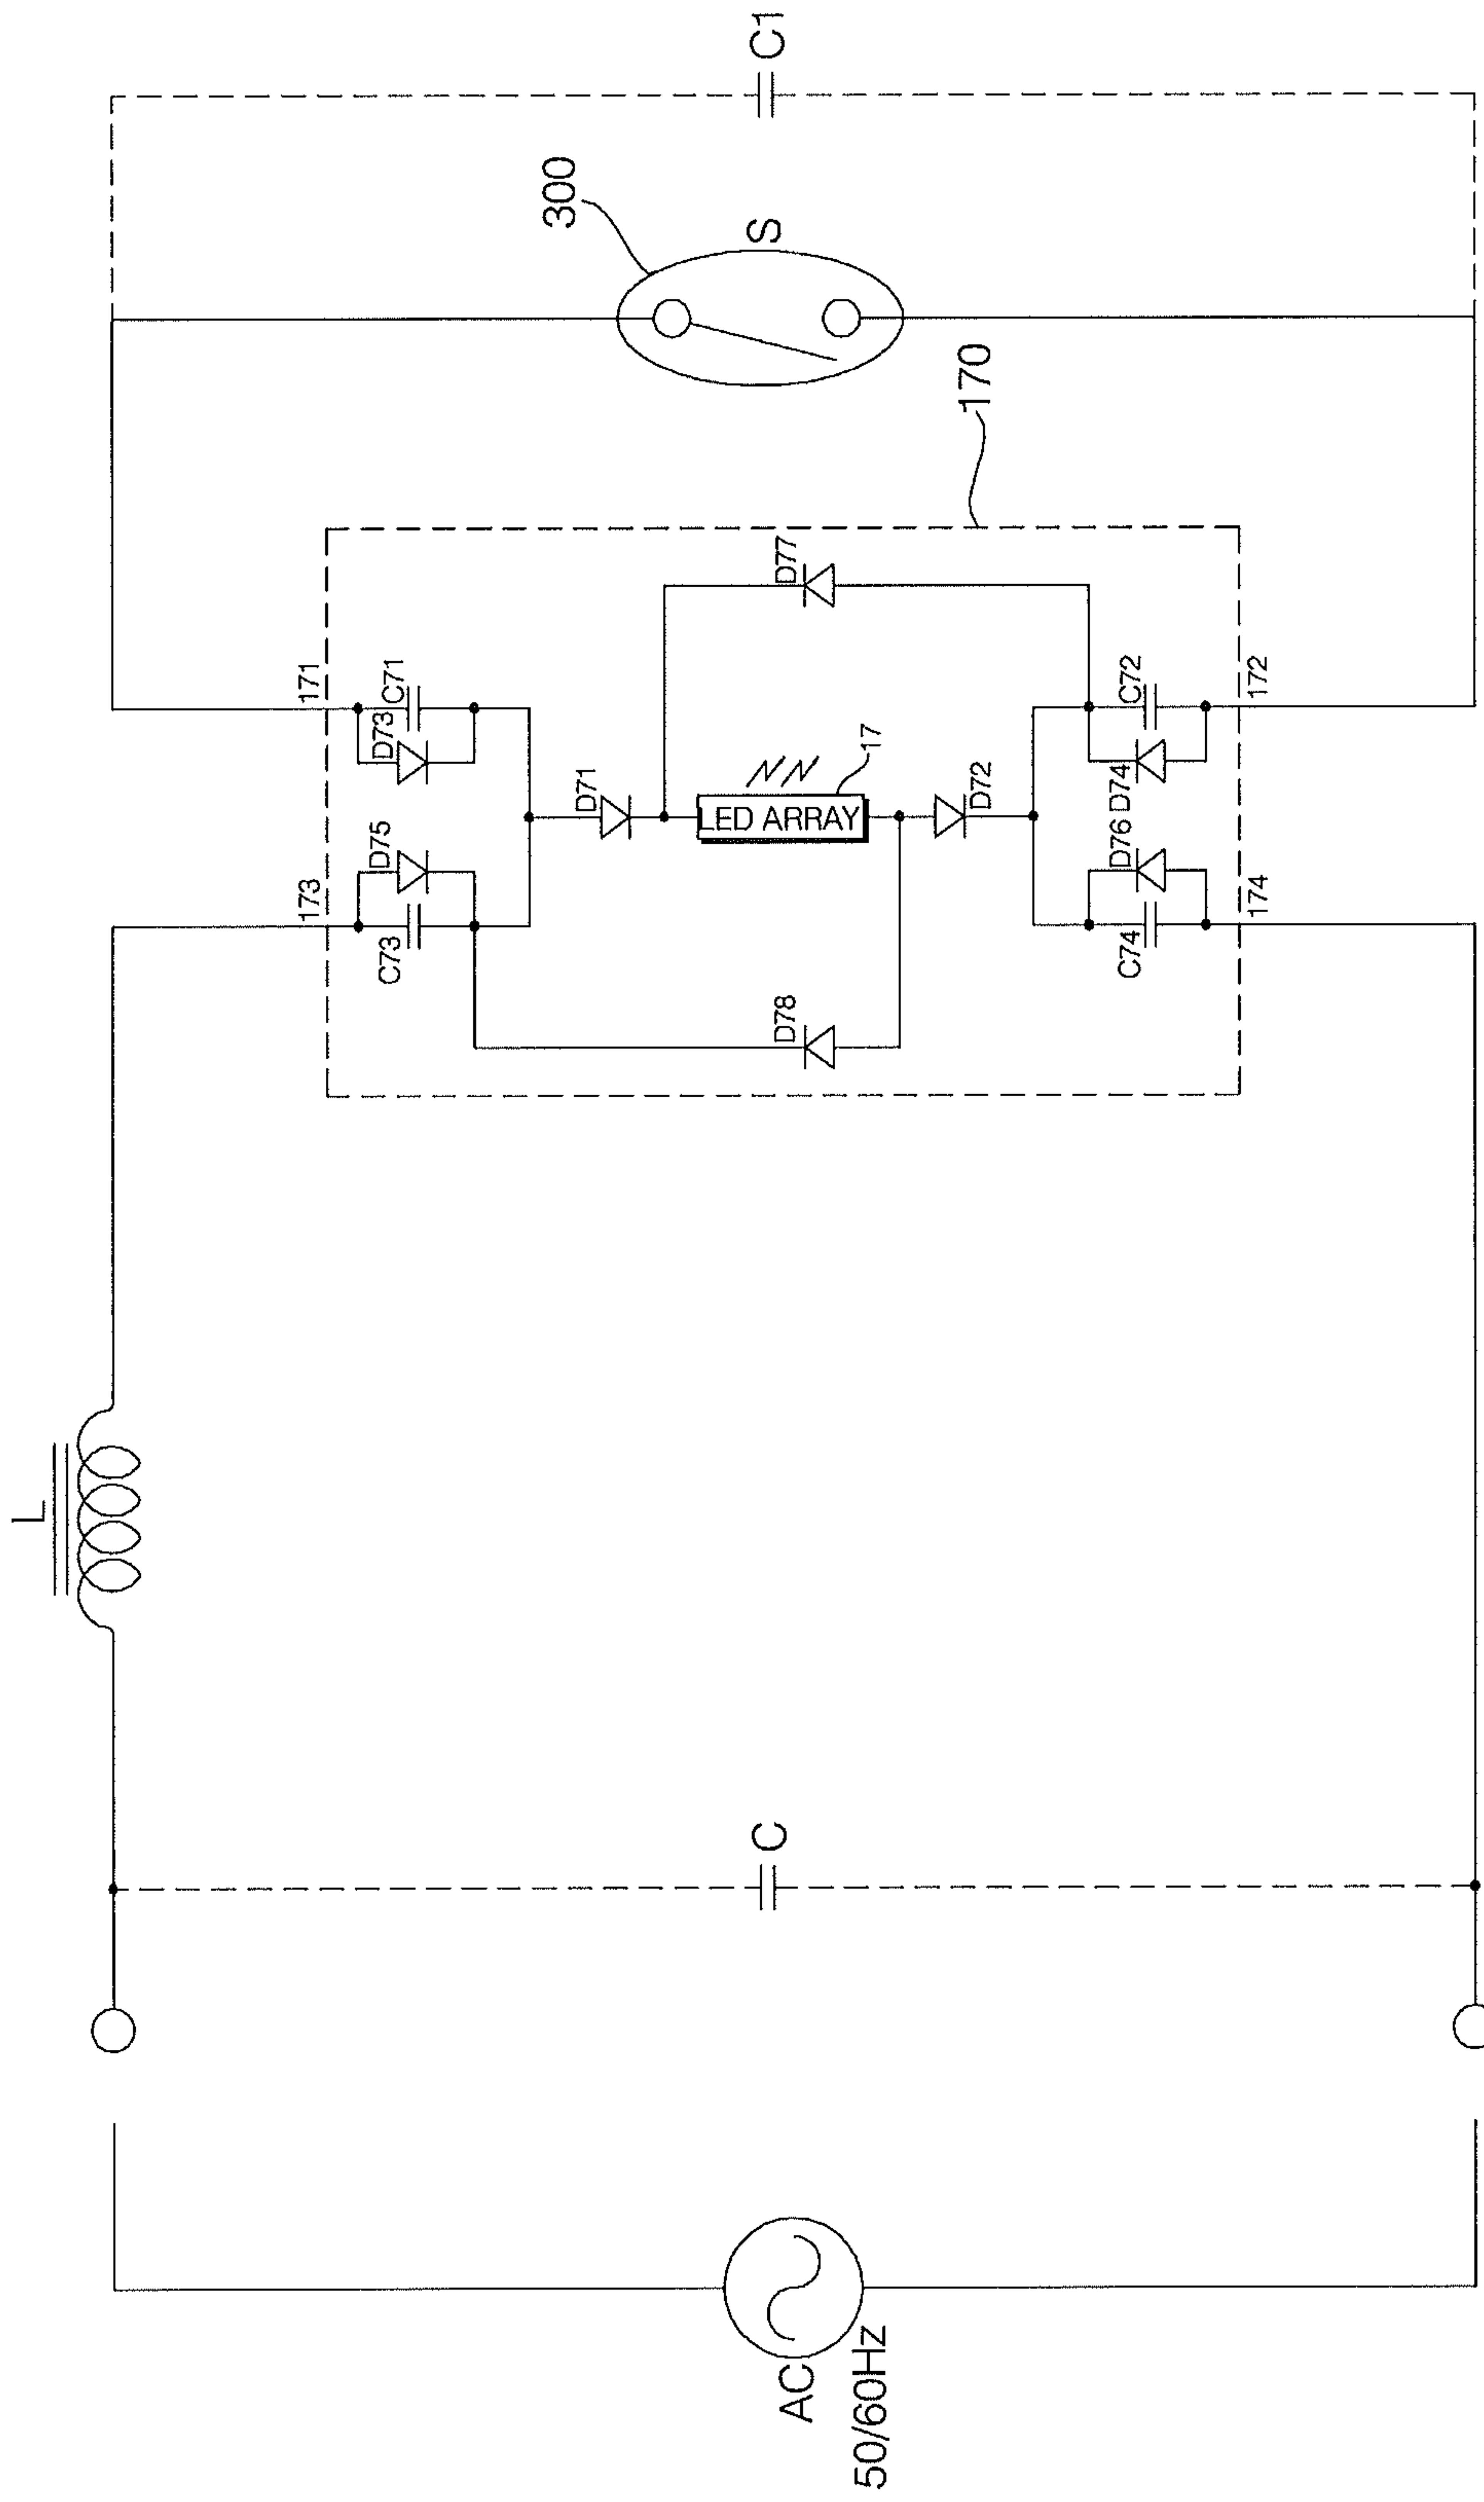 L
C1
300
S
170
171
C71
D73
D75
173
C73
D71
D77
LED ARRAY
17
D72
D78
172
C72
D74
D76
C74
174
C
AC
50/60Hz